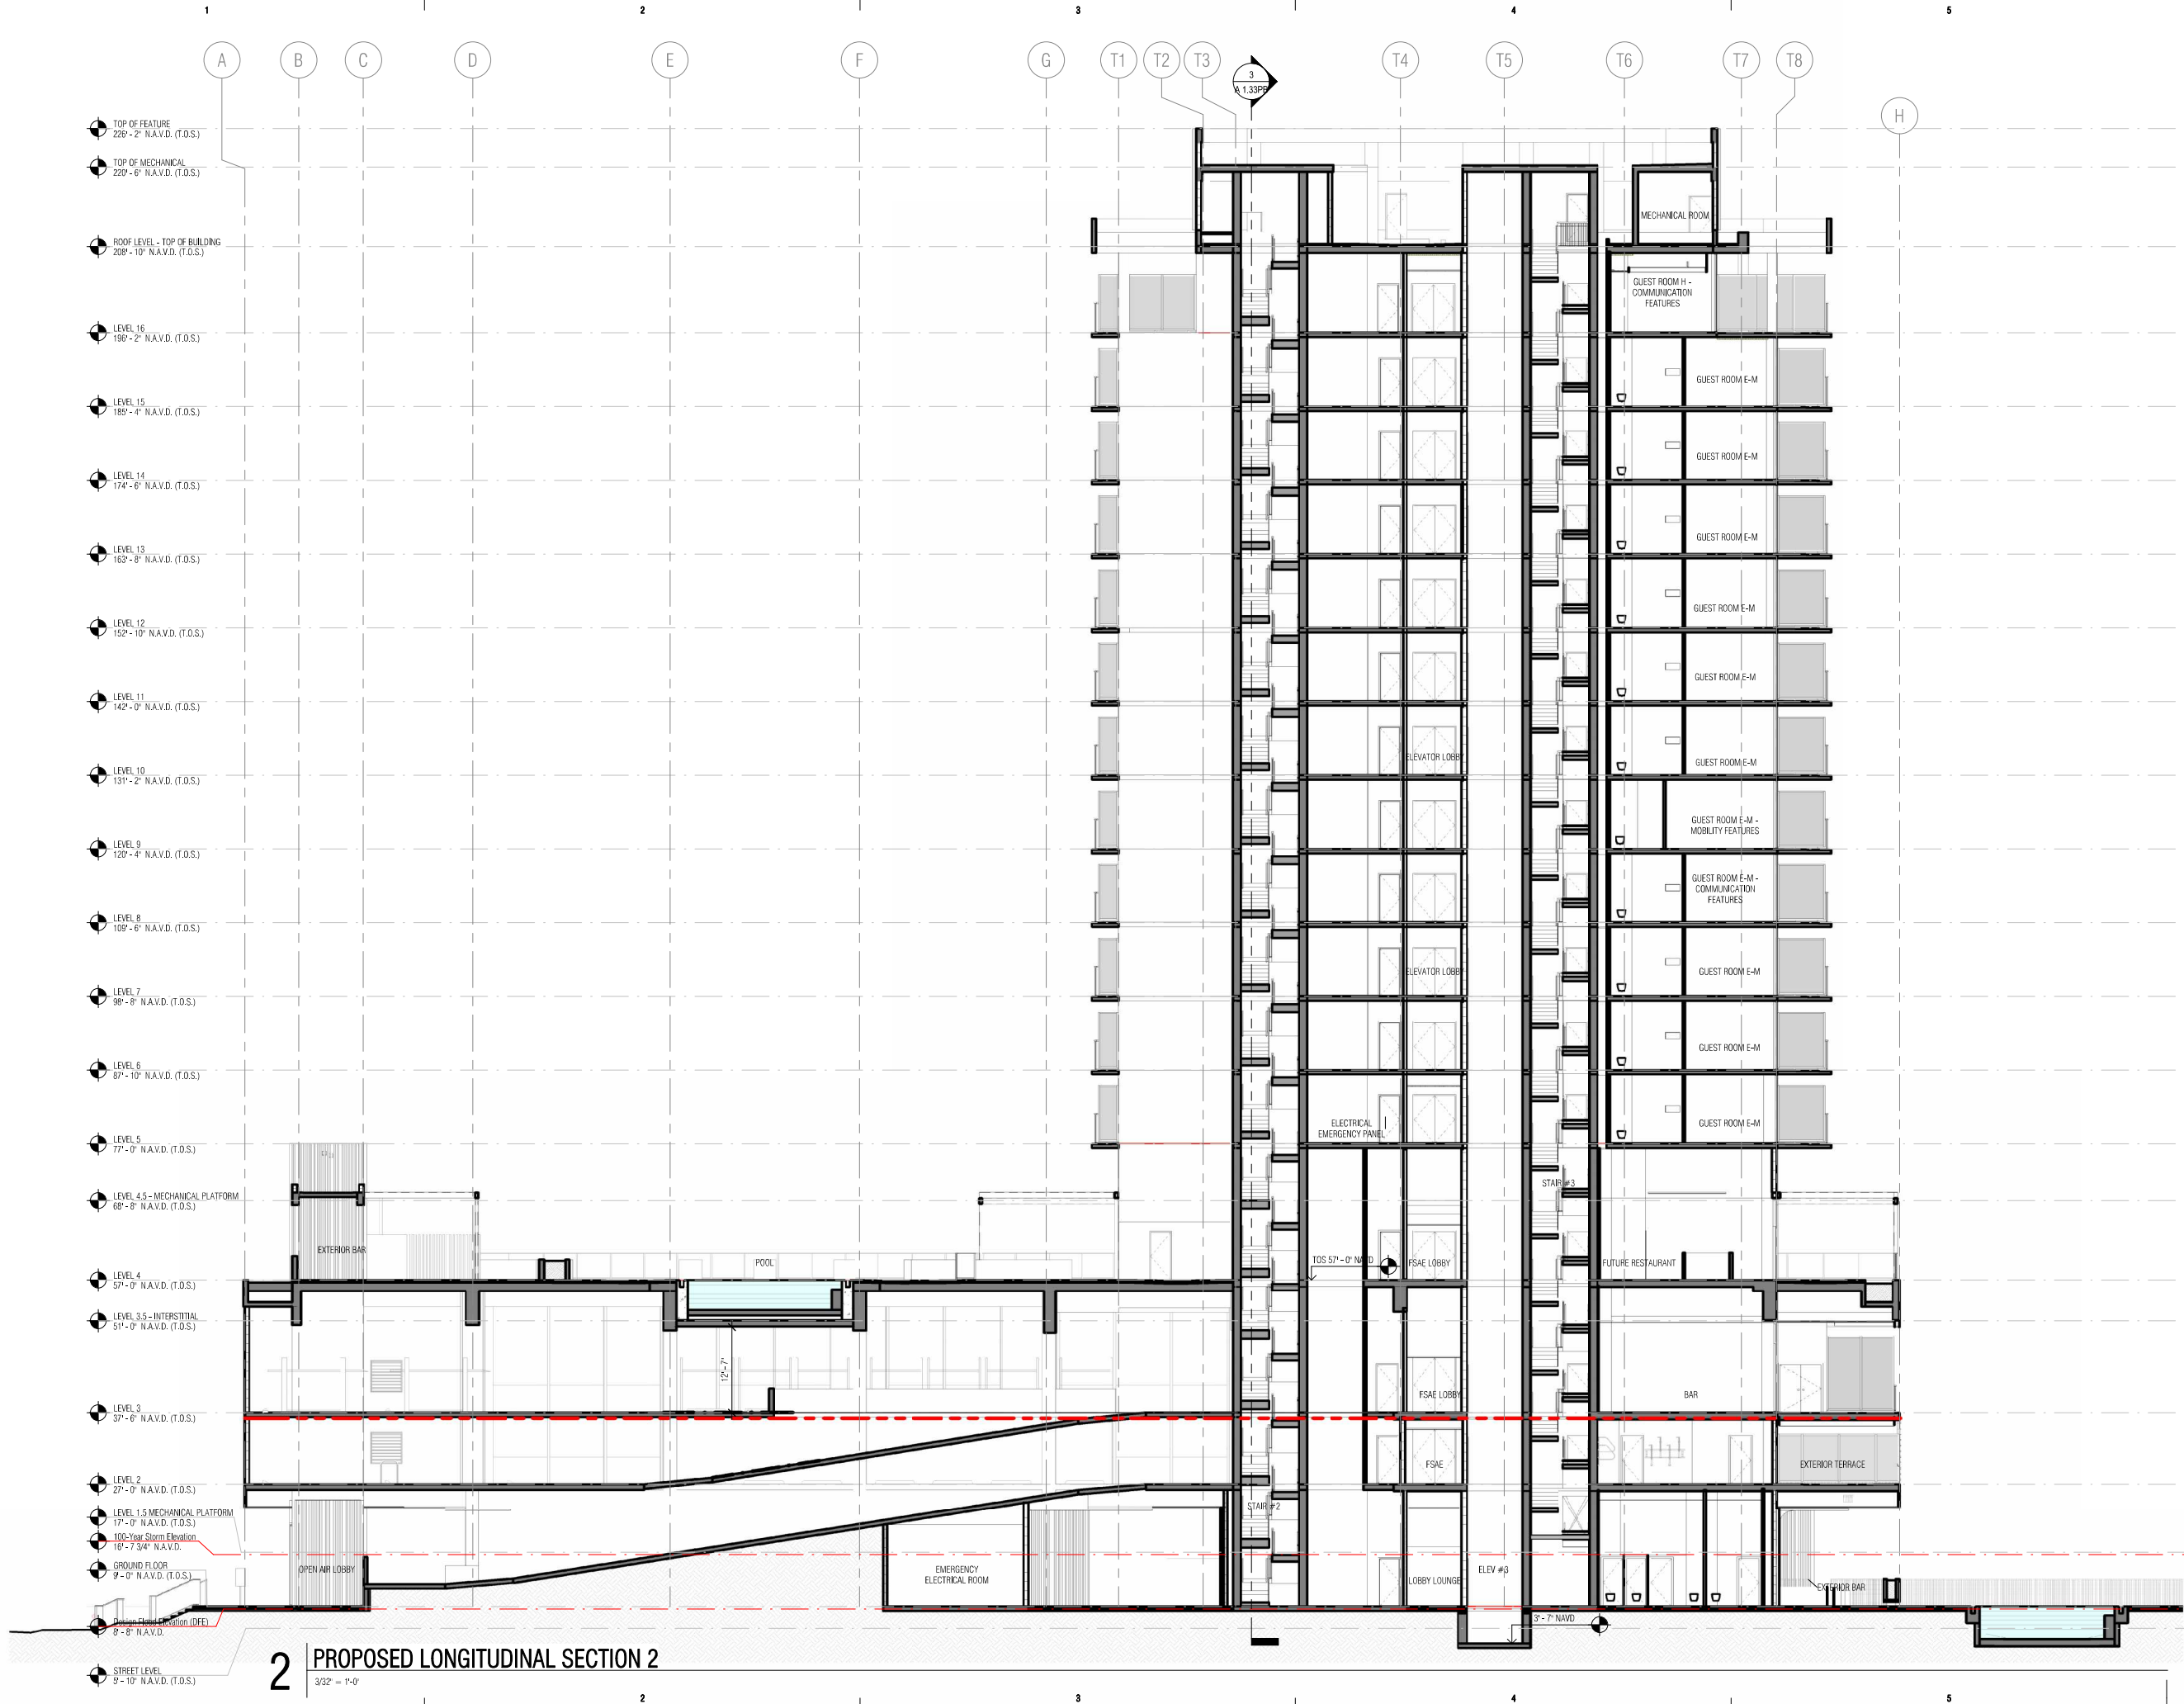 1 2 3 4 5
A B C D E F G T1 T2 T3 T4 T5 T6 T7 T8
3
A 1.33PB
H
TOP OF FEATURE
226' - 2" N.A.V.D. (T.O.S.)
TOP OF MECHANICAL
220' - 6" N.A.V.D. (T.O.S.)
MECHANICAL ROOM
ROOF LEVEL - TOP OF BUILDING
208' - 10" N.A.V.D. (T.O.S.)
GUEST ROOM H -
COMMUNICATION
FEATURES
LEVEL 16
196' - 2" N.A.V.D. (T.O.S.)
GUEST ROOM E-M
LEVEL 15
185' - 4" N.A.V.D. (T.O.S.)
GUEST ROOM E-M
LEVEL 14
174' - 6" N.A.V.D. (T.O.S.)
GUEST ROOM E-M
LEVEL 13
163' - 8" N.A.V.D. (T.O.S.)
GUEST ROOM E-M
LEVEL 12
152' - 10" N.A.V.D. (T.O.S.)
GUEST ROOM E-M
LEVEL 11
142' - 0" N.A.V.D. (T.O.S.)
ELEVATOR LOBBY
GUEST ROOM E-M
LEVEL 10
131' - 2" N.A.V.D. (T.O.S.)
GUEST ROOM E-M -
MOBILITY FEATURES
LEVEL 9
120' - 4" N.A.V.D. (T.O.S.)
GUEST ROOM E-M -
COMMUNICATION
FEATURES
LEVEL 8
109' - 6" N.A.V.D. (T.O.S.)
ELEVATOR LOBBY
GUEST ROOM E-M
LEVEL 7
98' - 8" N.A.V.D. (T.O.S.)
GUEST ROOM E-M
LEVEL 6
87' - 10" N.A.V.D. (T.O.S.)
ELECTRICAL
EMERGENCY PANEL
GUEST ROOM E-M
LEVEL 5
77' - 0" N.A.V.D. (T.O.S.)
STAIR #3
LEVEL 4.5 - MECHANICAL PLATFORM
68' - 8" N.A.V.D. (T.O.S.)
EXTERIOR BAR
POOL
TOS 57' - 0" NAVD
FSAE LOBBY
FUTURE RESTAURANT
LEVEL 4
57' - 0" N.A.V.D. (T.O.S.)
LEVEL 3.5 - INTERSTITIAL
51' - 0" N.A.V.D. (T.O.S.)
12' - 7"
FSAE LOBBY
BAR
LEVEL 3
37' - 6" N.A.V.D. (T.O.S.)
FSAE
EXTERIOR TERRACE
LEVEL 2
27' - 0" N.A.V.D. (T.O.S.)
STAIR #2
LEVEL 1.5 MECHANICAL PLATFORM
17' - 0" N.A.V.D. (T.O.S.)
100-Year Storm Elevation
16' - 7 3/4" N.A.V.D.
GROUND FLOOR
9' - 0" N.A.V.D. (T.O.S.)
OPEN AIR LOBBY
EMERGENCY
ELECTRICAL ROOM
LOBBY LOUNGE
ELEV #3
EXTERIOR BAR
Design Flood Elevation (DFE)
8' - 8" N.A.V.D.
3' - 7" NAVD
STREET LEVEL
5' - 10" N.A.V.D. (T.O.S.)
2 PROPOSED LONGITUDINAL SECTION 2
3/32" = 1'-0"
2 3 4 5